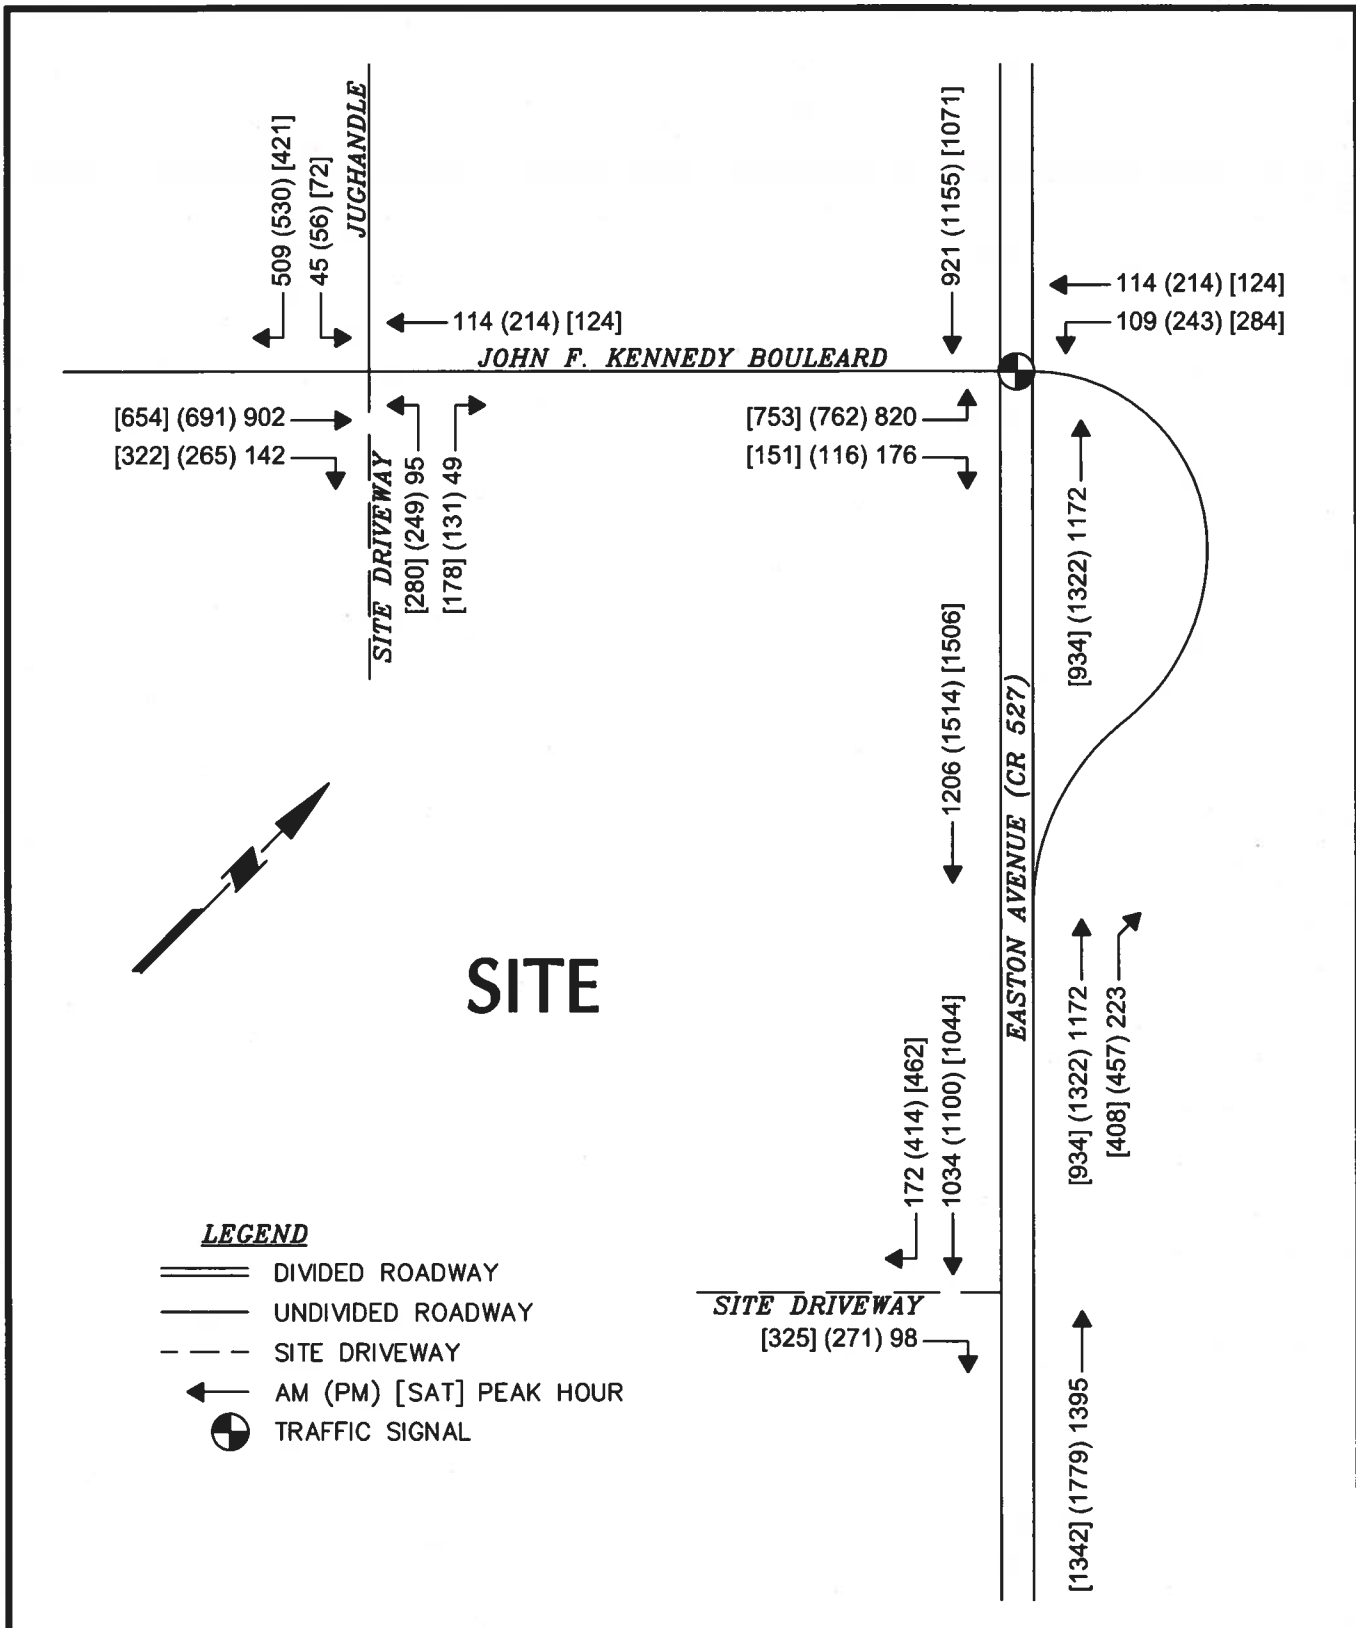 JUGHANDLE
509 (530) [421]
45 (56) [72]
921 (1155) [1071]
114 (214) [124]
109 (243) [284]
114 (214) [124]
JOHN F. KENNEDY BOULEARD
[654] (691) 902
[322] (265) 142
[753] (762) 820
[151] (116) 176
SITE DRIVEWAY
[280] (249) 95
[178] (131) 49
[934] (1322) 1172
1206 (1514) [1506]
EASTON AVENUE (CR 527)
SITE
[934] (1322) 1172
[408] (457) 223
172 (414) [462]
1034 (1100) [1044]
SITE DRIVEWAY
[325] (271) 98
[1342] (1779) 1395
LEGEND
DIVIDED ROADWAY
UNDIVIDED ROADWAY
SITE DRIVEWAY
AM (PM) [SAT] PEAK HOUR
TRAFFIC SIGNAL